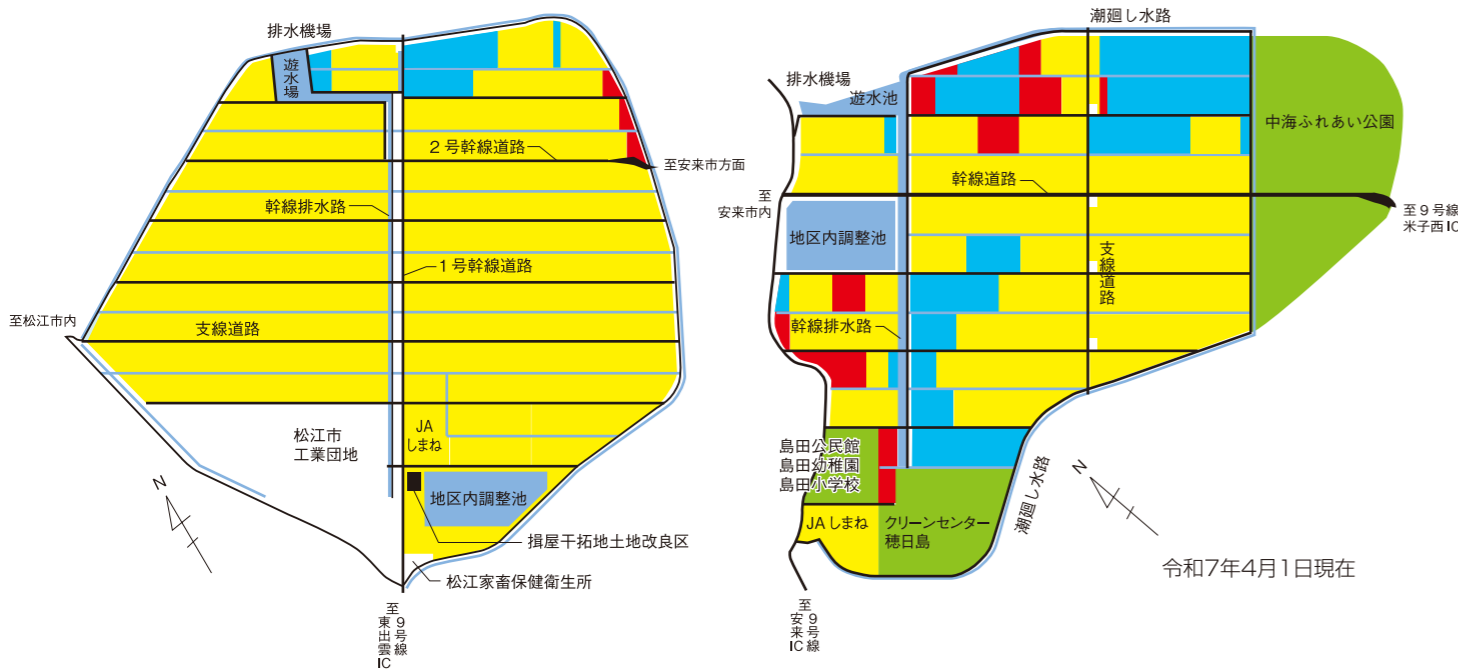 排水機場
遊水場
2号幹線道路
至安来市方面
幹線排水路
1号幹線道路
至松江市内
支線道路
松江市
工業団地
JA
しまね
地区内調整池
揖屋干拓地土地改良区
松江家畜保健衛生所
N
至9号線
東出雲IC
潮廻し水路
排水機場
遊水池
中海ふれあい公園
幹線道路
至
安来市内
至9号線
米子西IC
地区内調整池
支線道路
幹線排水路
島田公民館
島田幼稚園
島田小学校
潮廻し水路
N
JAしまね
クリーンセンター
穂日島
至9号線
安来IC
令和7年4月1日現在